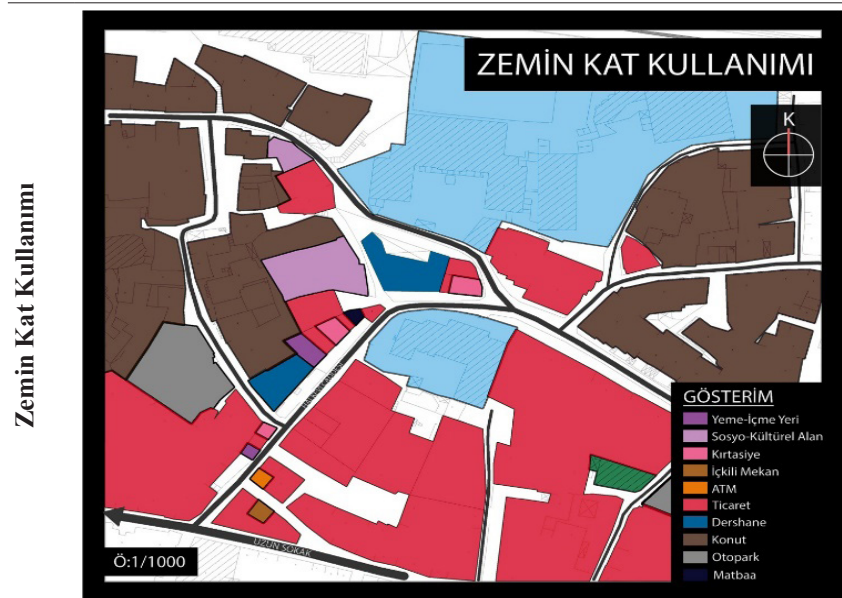 Zemin Kat Kullanımı
ZEMİN KAT KULLANIMI
K
GÖSTERİM
Yeme-İçme Yeri
Sosyo-Kültürel Alan
Kırtasiye
İçkili Mekan
ATM
Ticaret
Dershane
Konut
Otopark
Matbaa
UZUN SOKAK
Ö:1/1000